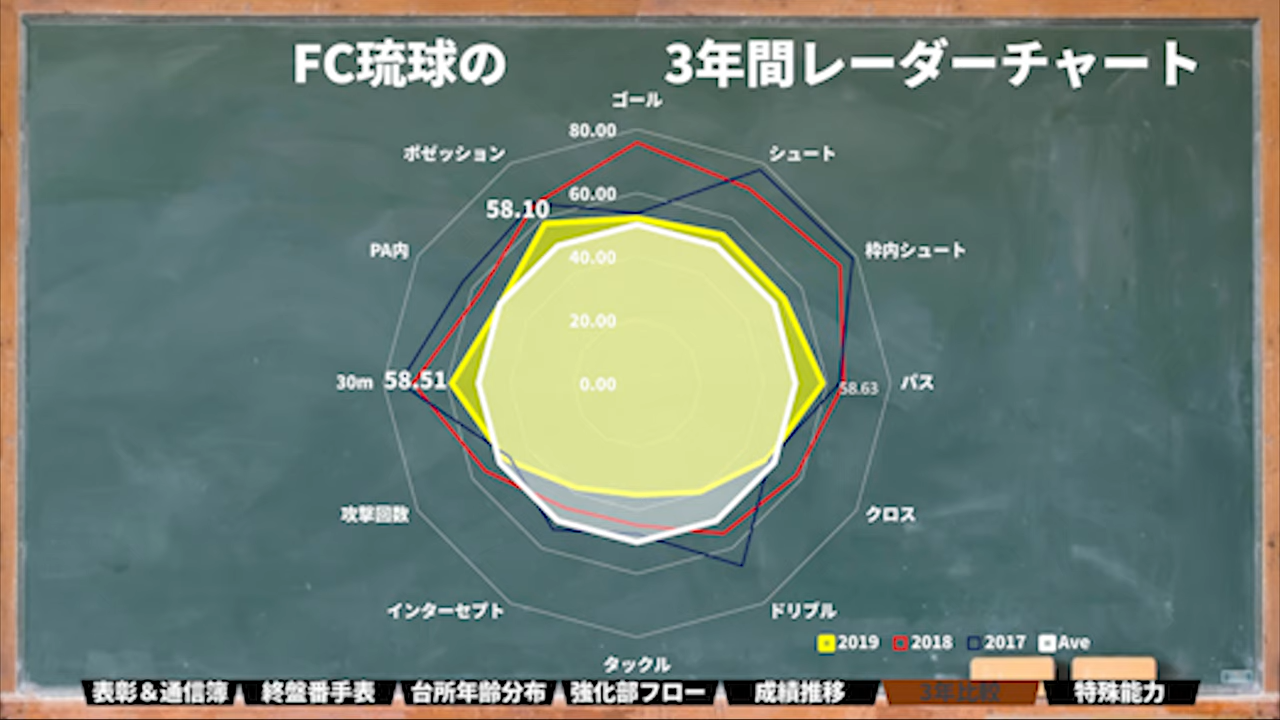 FC琉球の 3年間レーダーチャート
ゴール
80.00
ポゼッション
シュート
60.00
58.10
PA内
枠内シュート
40.00
20.00
30m
58.51
0.00
58.63
パス
攻撃回数
クロス
インターセプト
ドリブル
2019 2018 2017 Ave
タックル
表彰&通信簿 終盤番手表 台所年齢分布 強化部フロー 成績推移 3年比較 特殊能力